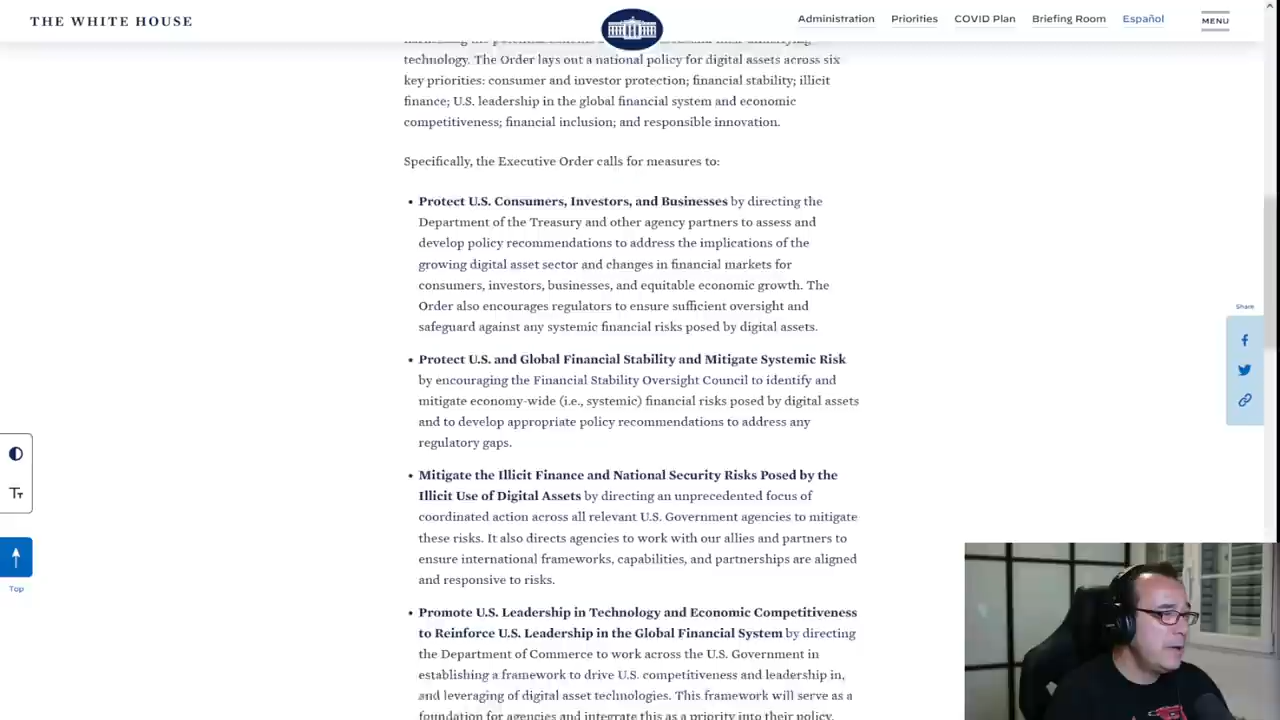 THE WHITE HOUSE
Administration
Priorities
COVID Plan
Briefing Room
Español
MENU
technology. The Order lays out a national policy for digital assets across six
key priorities: consumer and investor protection; financial stability; illicit
finance; U.S. leadership in the global financial system and economic
competitiveness; financial inclusion; and responsible innovation.
Specifically, the Executive Order calls for measures to:
• Protect U.S. Consumers, Investors, and Businesses by directing the
Department of the Treasury and other agency partners to assess and
develop policy recommendations to address the implications of the
growing digital asset sector and changes in financial markets for
consumers, investors, businesses, and equitable economic growth. The
Order also encourages regulators to ensure sufficient oversight and
safeguard against any systemic financial risks posed by digital assets.
• Protect U.S. and Global Financial Stability and Mitigate Systemic Risk
by encouraging the Financial Stability Oversight Council to identify and
mitigate economy-wide (i.e., systemic) financial risks posed by digital assets
and to develop appropriate policy recommendations to address any
regulatory gaps.
• Mitigate the Illicit Finance and National Security Risks Posed by the
Illicit Use of Digital Assets by directing an unprecedented focus of
coordinated action across all relevant U.S. Government agencies to mitigate
these risks. It also directs agencies to work with our allies and partners to
ensure international frameworks, capabilities, and partnerships are aligned
and responsive to risks.
• Promote U.S. Leadership in Technology and Economic Competitiveness
to Reinforce U.S. Leadership in the Global Financial System by directing
the Department of Commerce to work across the U.S. Government in
establishing a framework to drive U.S. competitiveness and leadership in,
and leveraging of digital asset technologies. This framework will serve as a
foundation for agencies and integrate this as a priority into their policy,
Share
Tт
Top